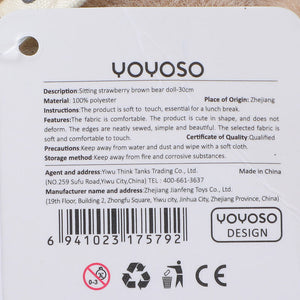 YOYOSO
Description:Sitting strawberry brown bear doll-30cm
Material: 100% polyester Place of Origin: Zhejiang
Instructions:The product is soft to touch, essential for a lunch break.
Features:The fabric is comfortable. The product is cute in shape, and does not
deform. The edges are neatly sewed, simple and beautiful. The selected fabric is
soft and comfortable to touch. Certificate of Quality:Qualified
Precautions:Keep away from water and dust and wipe with a soft cloth.
Storage method:Keep away from fire and corrosive substances.
Agent and address:Yiwu Think Tanks Trading Co., Ltd.
(NO.259 Sufu Road,Yiwu City,China) TEL: 400-661-3637
Manufacturer name and address:Zhejiang Jianfeng Toys Co., Ltd.
(19th Floor, Building 2, Zhongfu Square, Yiwu city, Jinhua City, Zhejiang Province, China)
Made in China
6 941023 175792
YOYOSO
DESIGN
0-3
CE